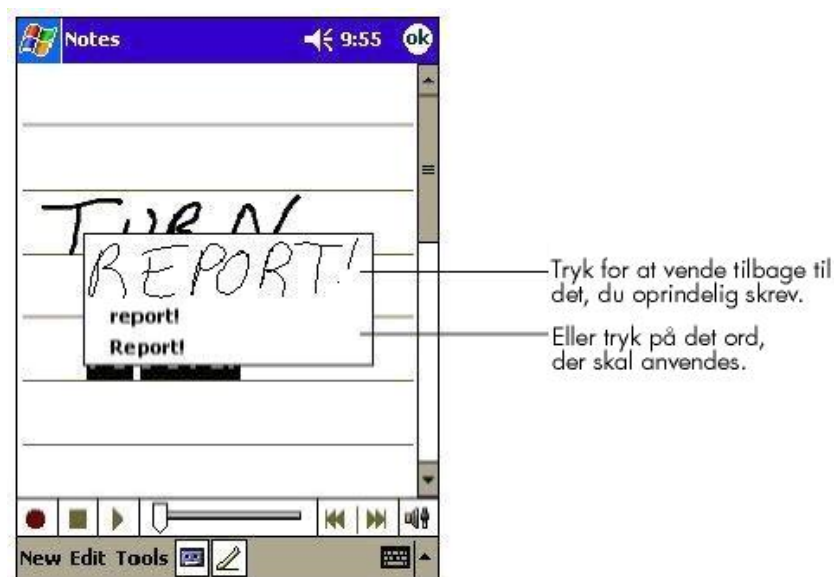 Notes 9:55 ok
TURN
REPORT!
report!
Report!
Tryk for at vende tilbage til
det, du oprindelig skrev.
Eller tryk på det ord,
der skal anvendes.
New Edit Tools